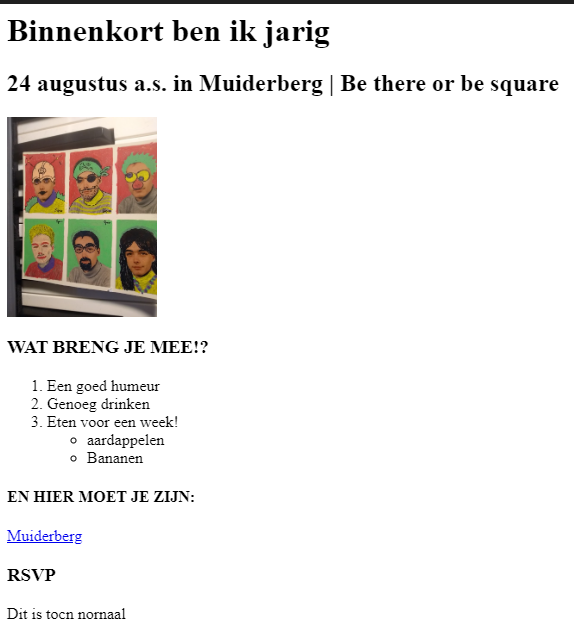 Binnenkort ben ik jarig
24 augustus a.s. in Muiderberg | Be there or be square
WAT BRENG JE MEE!?
1. Een goed humeur
2. Genoeg drinken
3. Eten voor een week!
aardappelen
Bananen
EN HIER MOET JE ZIJN:
Muiderberg
RSVP
Dit is tocn nornaal